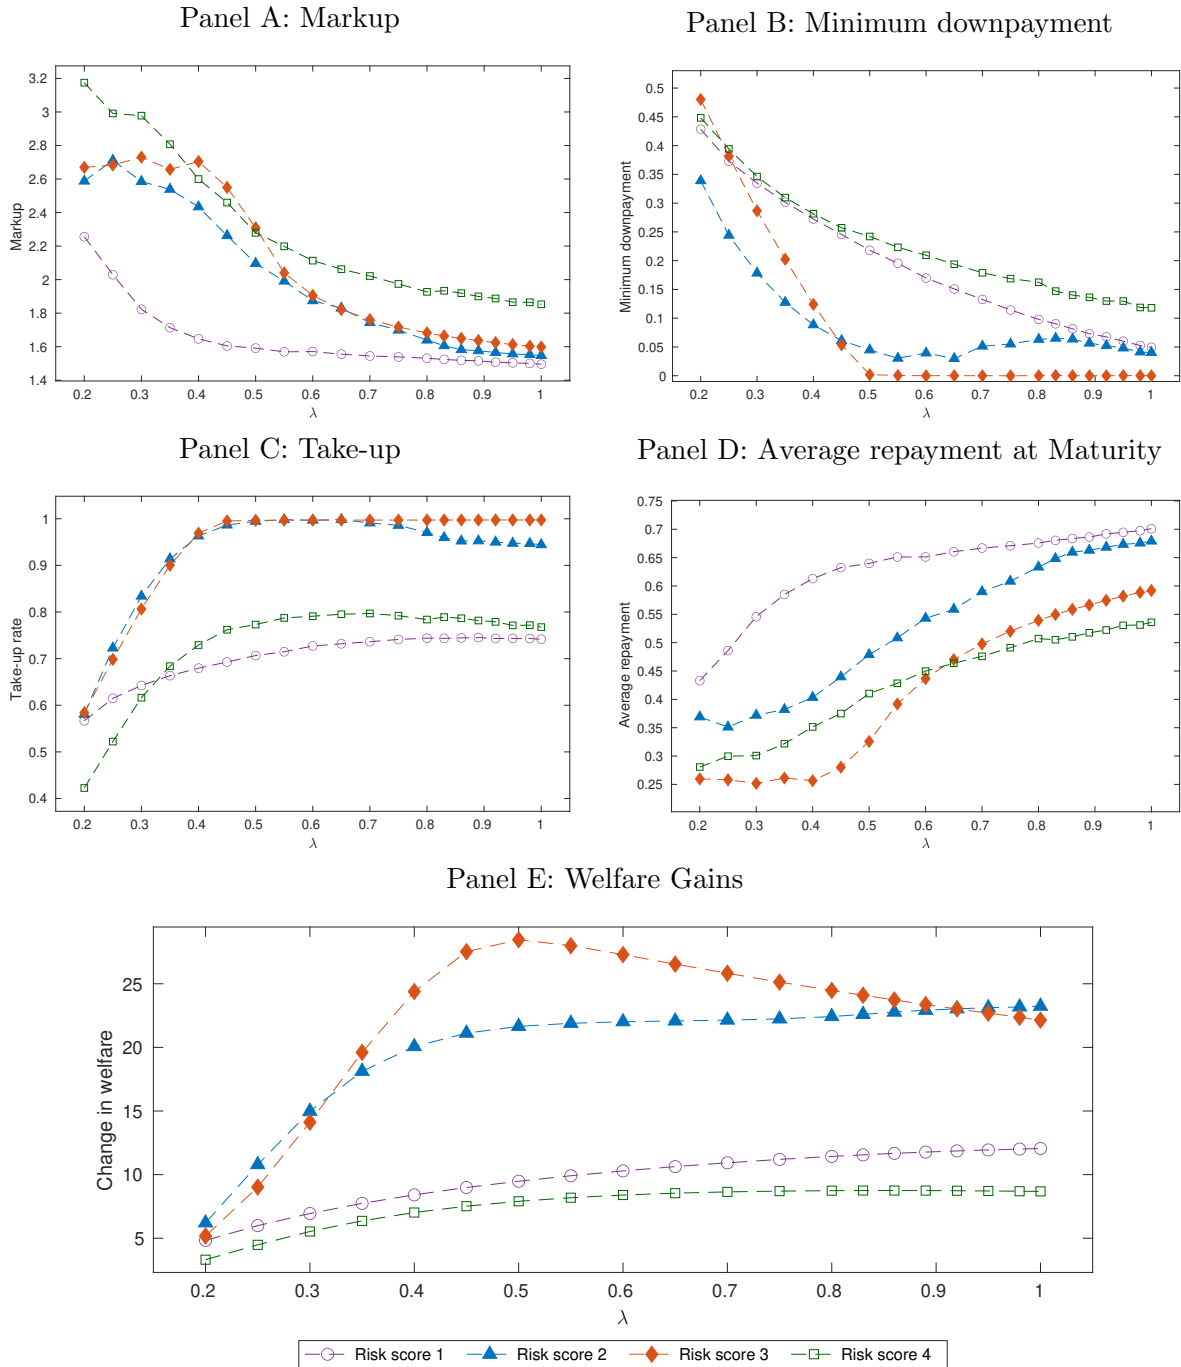 Panel A: Markup
3.2
3
2.8
2.6
2.4
2.2
2
1.8
1.6
1.4
Markup
0.2 0.3 0.4 0.5 0.6 0.7 0.8 0.9 1
λ
Panel B: Minimum downpayment
0.5
0.45
0.4
0.35
0.3
0.25
0.2
0.15
0.1
0.05
0
Minimum downpayment
0.2 0.3 0.4 0.5 0.6 0.7 0.8 0.9 1
λ
Panel C: Take-up
1
0.9
0.8
0.7
0.6
0.5
0.4
Take-up rate
0.2 0.3 0.4 0.5 0.6 0.7 0.8 0.9 1
λ
Panel D: Average repayment at Maturity
0.75
0.7
0.65
0.6
0.55
0.5
0.45
0.4
0.35
0.3
0.25
Average repayment
0.2 0.3 0.4 0.5 0.6 0.7 0.8 0.9 1
λ
Panel E: Welfare Gains
25
20
15
10
5
Change in welfare
0.2 0.3 0.4 0.5 0.6 0.7 0.8 0.9 1
λ
Risk score 1 Risk score 2 Risk score 3 Risk score 4